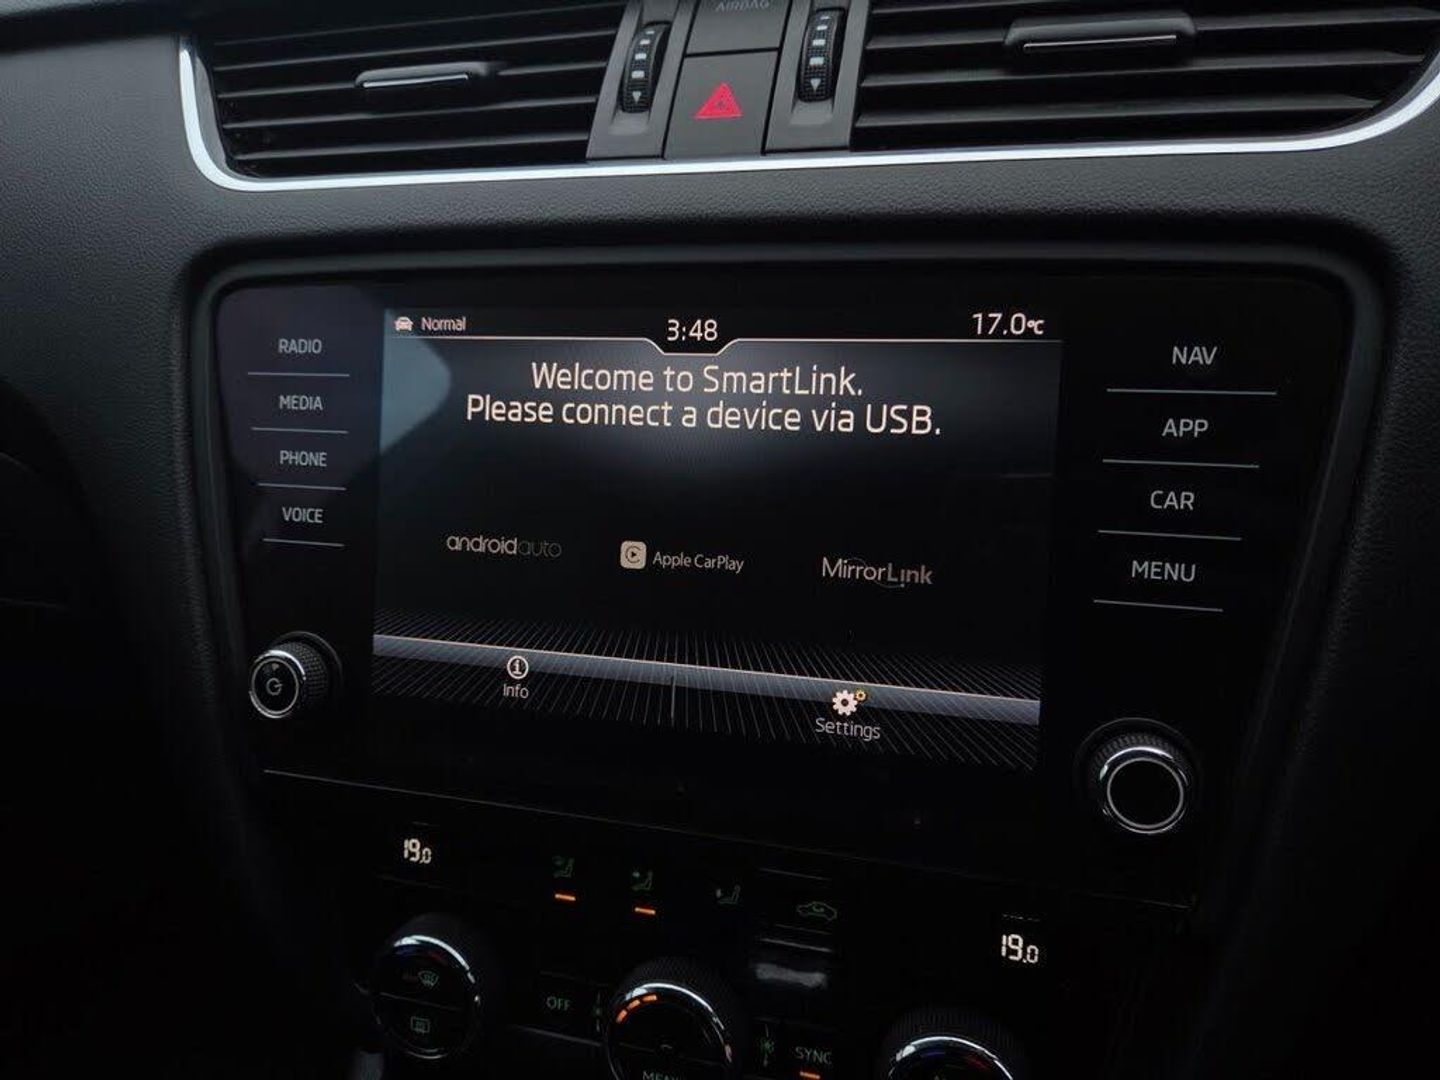 AIRBAG
Normal
3:48
17.0°C
Welcome to SmartLink.
Please connect a device via USB.
RADIO
MEDIA
PHONE
VOICE
NAV
APP
CAR
MENU
androidauto
Apple CarPlay
MirrorLink
Info
Settings
19.0
19.0
OFF
SYNC
MENU